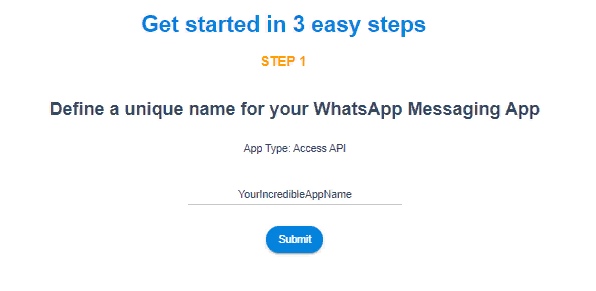 Get started in 3 easy steps
STEP 1
Define a unique name for your WhatsApp Messaging App
App Type: Access API
YourIncredibleAppName
Submit